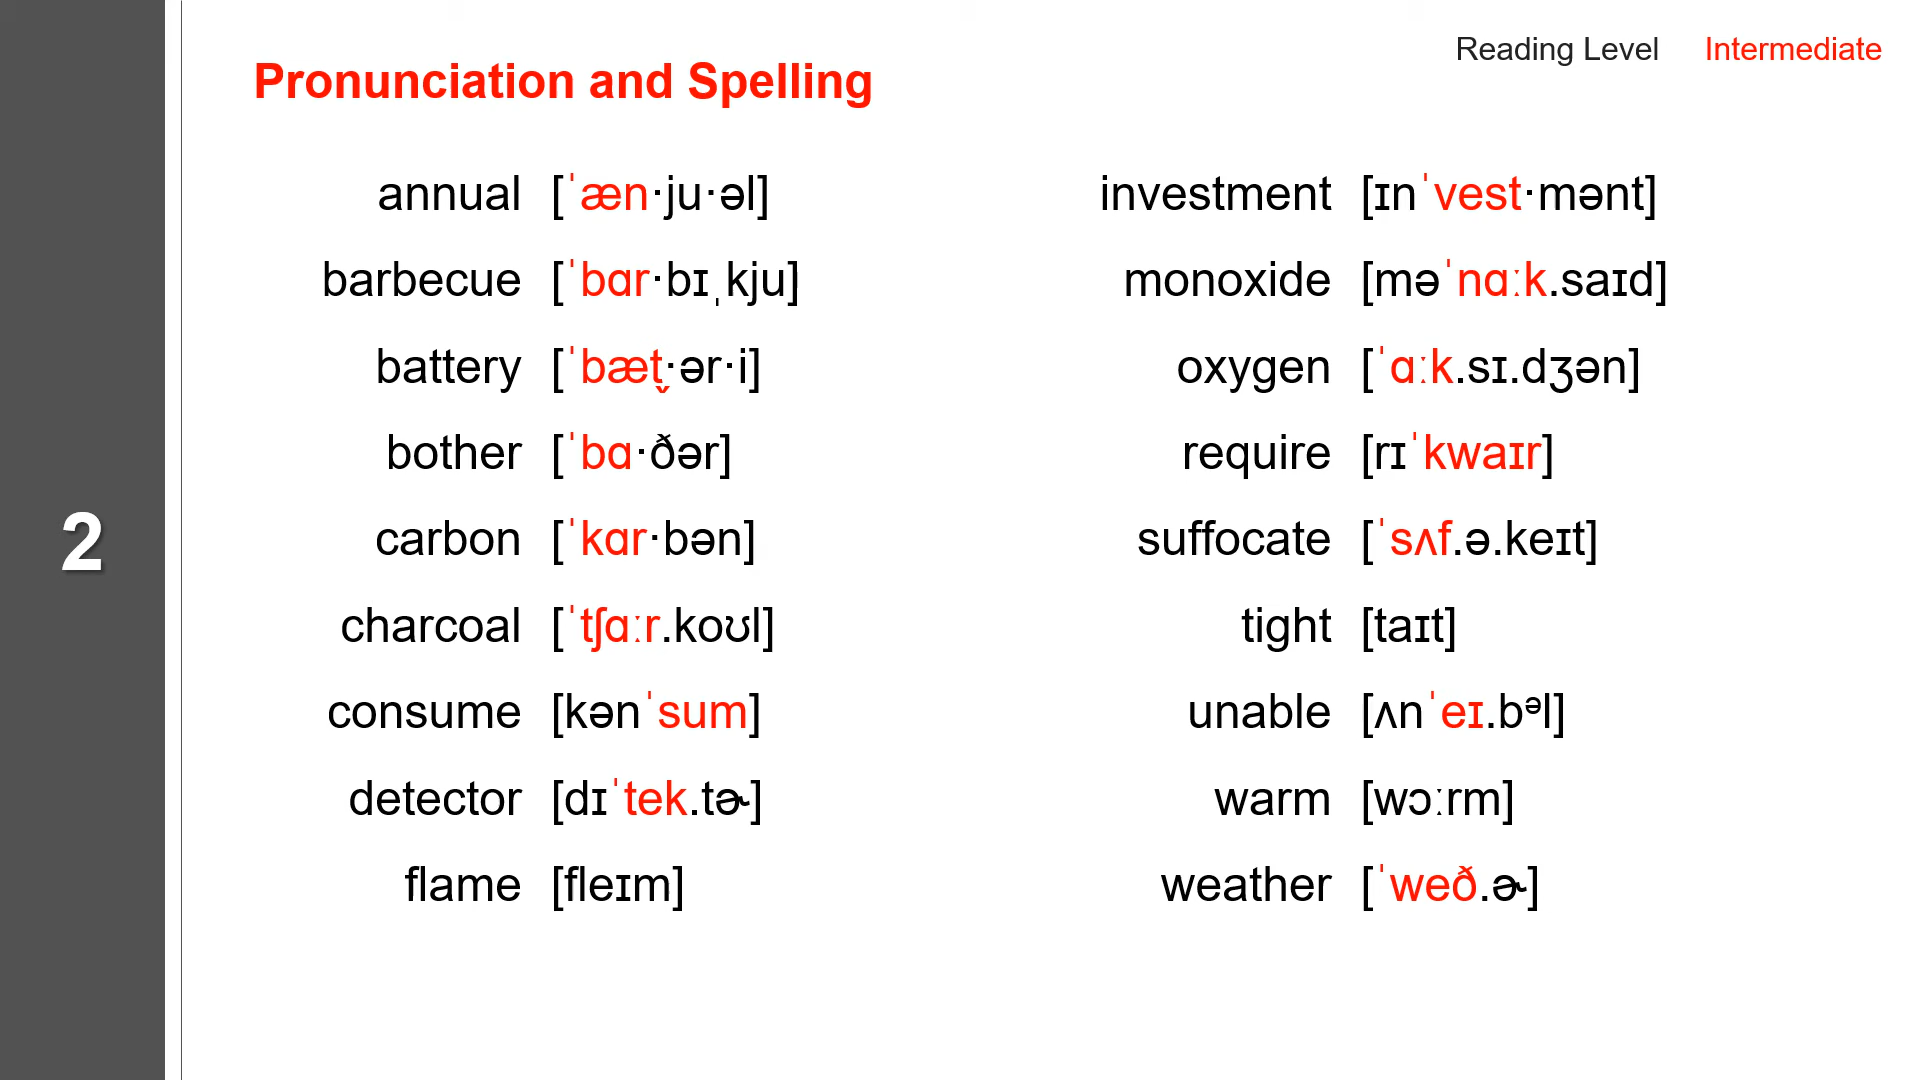 Reading Level Intermediate
Pronunciation and Spelling
2
annual [ˈæn·ju·əl]
barbecue [ˈbɑr·bɪˌkju]
battery [ˈbæt̬·ər·i]
bother [ˈbɑ·ðər]
carbon [ˈkɑr·bən]
charcoal [ˈtʃɑːr.koʊl]
consume [kənˈsum]
detector [dɪˈtek.tɚ]
flame [fleɪm]
investment [ɪnˈvest·mənt]
monoxide [məˈnɑːk.saɪd]
oxygen [ˈɑːk.sɪ.dʒən]
require [rɪˈkwaɪr]
suffocate [ˈsʌf.ə.keɪt]
tight [taɪt]
unable [ʌnˈeɪ.bᵊl]
warm [wɔːrm]
weather [ˈweð.ɚ]